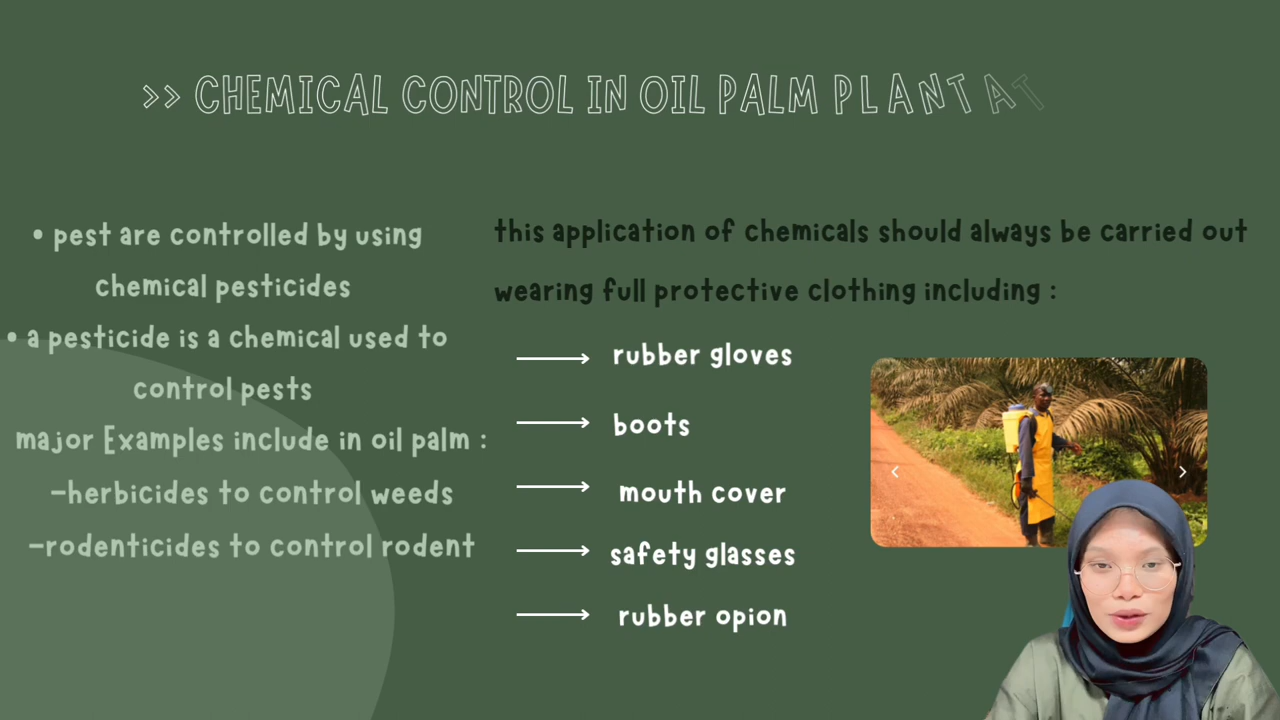 >> CHEMICAL CONTROL IN OIL PALM PLANTAT
• pest are controlled by using
chemical pesticides
• a pesticide is a chemical used to
control pests
major Examples include in oil palm :
-herbicides to control weeds
-rodenticides to control rodent
this application of chemicals should always be carried out
wearing full protective clothing including :
rubber gloves
boots
mouth cover
safety glasses
rubber opion